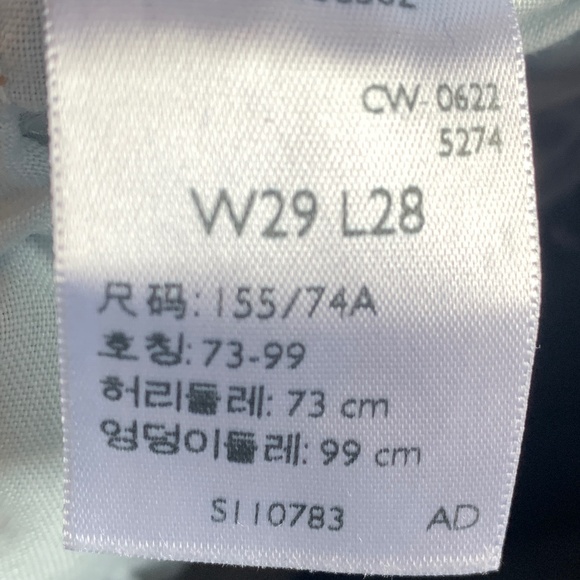 CW-0622
5274
W29 L28
尺码: 155/74A
호칭: 73-99
허리둘레: 73 cm
엉덩이둘레: 99 cm
S110783 AD